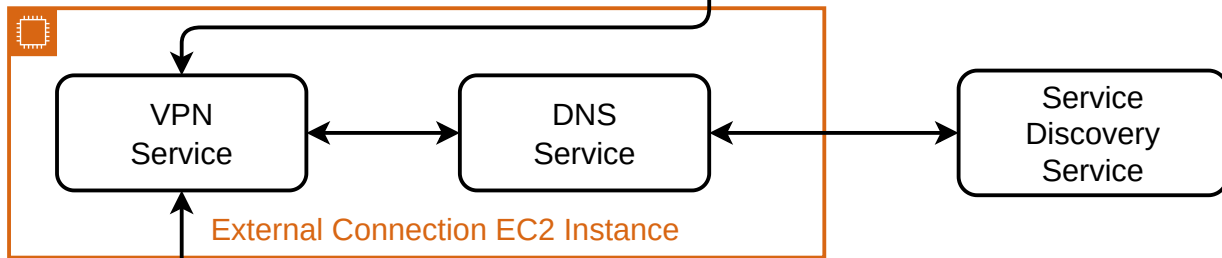 VPN
Service
DNS
Service
Service
Discovery
Service
External Connection EC2 Instance